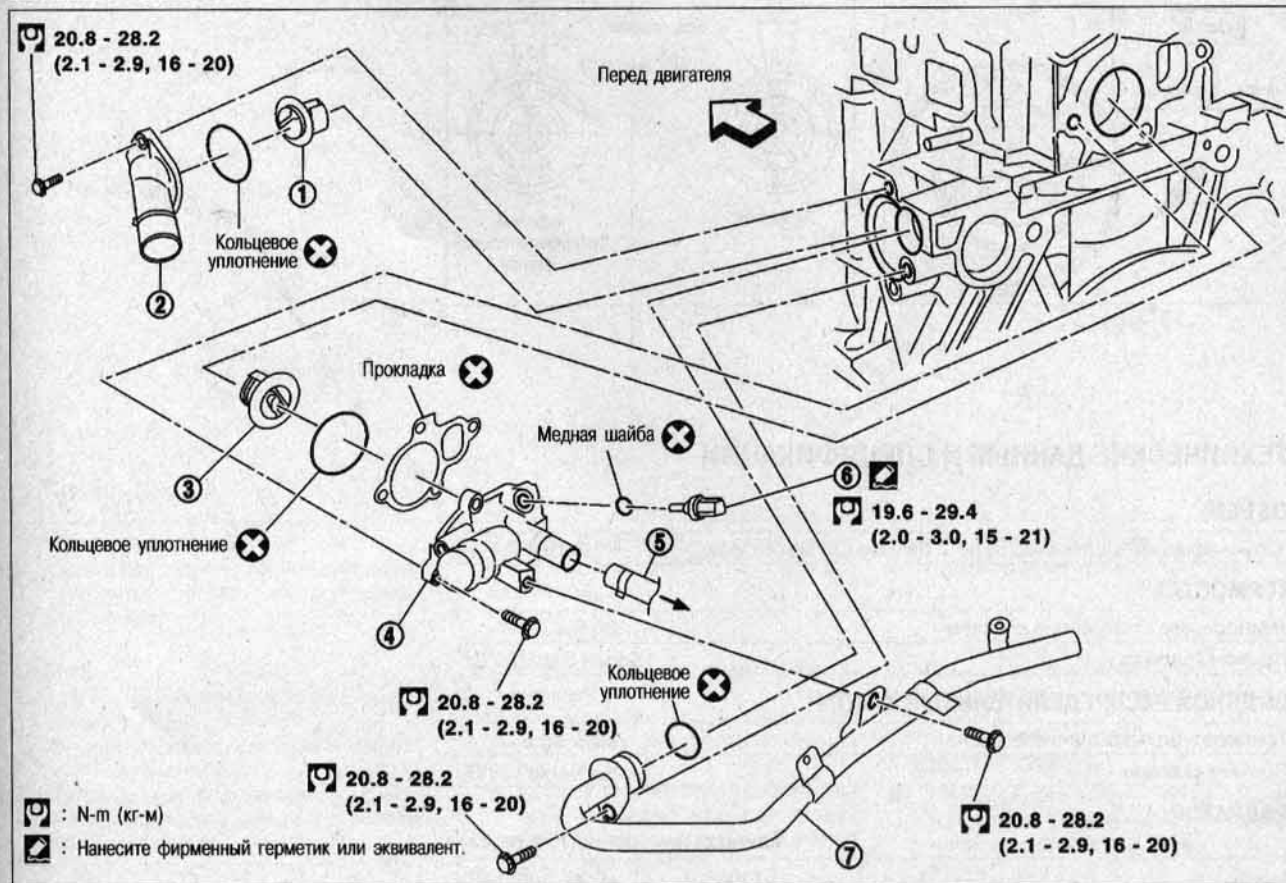 20.8 - 28.2
(2.1 - 2.9, 16 - 20)
Перед двигателя
1
Кольцевое
уплотнение
2
Прокладка
Медная шайба
3
6
19.6 - 29.4
(2.0 - 3.0, 15 - 21)
Кольцевое уплотнение
5
4
Кольцевое
уплотнение
20.8 - 28.2
(2.1 - 2.9, 16 - 20)
20.8 - 28.2
(2.1 - 2.9, 16 - 20)
20.8 - 28.2
(2.1 - 2.9, 16 - 20)
7
: N-m (кг-м)
: Нанесите фирменный герметик или эквивалент.